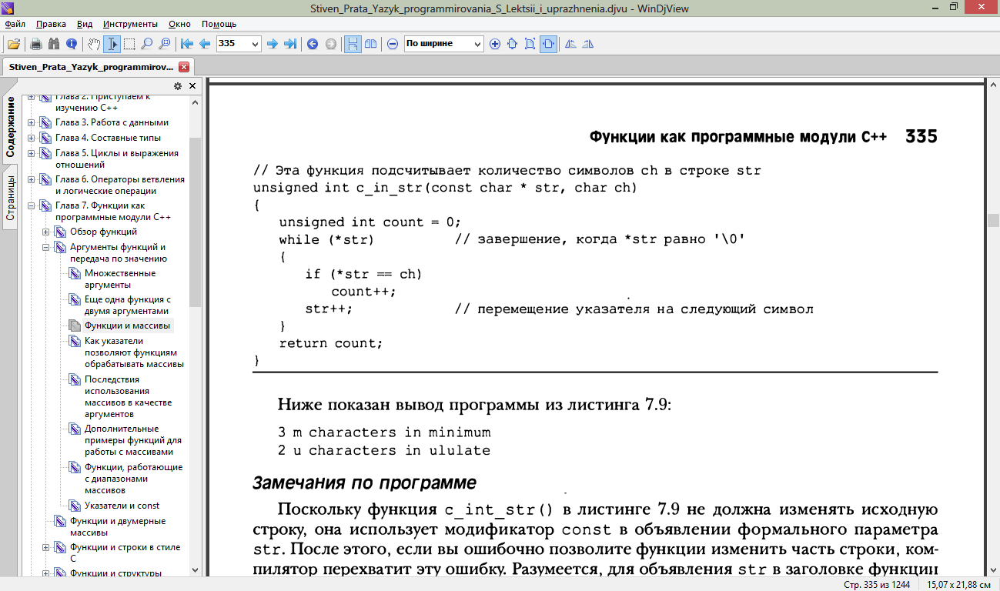 Stiven_Prata_Yazyk_programmirovania_S_Lektsii_i_uprazhnenia.djvu - WinDjView
Файл Правка Вид Инструменты Окно Помощь
335 По ширине
Stiven_Prata_Yazyk_programmirov...
Содержание
Страницы
Глава 2. Приступаем к
изучению C++
Глава 3. Работа с данными
Глава 4. Составные типы
Глава 5. Циклы и выражения
отношений
Глава 6. Операторы ветвления
и логические операции
Глава 7. Функции как
программные модули C++
Обзор функций
Аргументы функций и
передача по значению
Множественные
аргументы
Еще одна функция с
двумя аргументами
Функции и массивы
Как указатели
позволяют функциям
обрабатывать массивы
Последствия
использования
массивов в качестве
аргументов
Дополнительные
примеры функций для
работы с массивами
Функции, работающие
с диапазонами
массивов
Указатели и const
Функции и двумерные
массивы
Функции и строки в стиле
C
Функции и структуры
Функции как программные модули C++ 335
// Эта функция подсчитывает количество символов ch в строке str
unsigned int c_in_str(const char * str, char ch)
{
unsigned int count = 0;
while (*str) // завершение, когда *str равно '\0'
{
if (*str == ch)
count++;
str++; // перемещение указателя на следующий символ
}
return count;
}
Ниже показан вывод программы из листинга 7.9:
3 m characters in minimum
2 u characters in ululate
Замечания по программе
Поскольку функция c_int_str() в листинге 7.9 не должна изменять исходную
строку, она использует модификатор const в объявлении формального параметра
str. После этого, если вы ошибочно позволите функции изменить часть строки, ком-
пилятор перехватит эту ошибку. Разумеется, для объявления str в заголовке функции
Стр. 335 из 1244 15,07 x 21,88 см